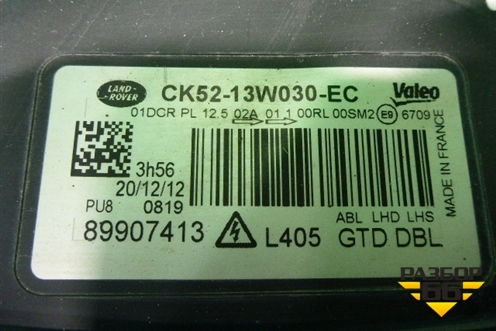 LAND-ROVER
CK52-13W030-EC
Valeo
01DCR PL 12.5 02A 01.1 00RL 00SM2 E9 6709
3h56
20/12/12
PU8 0819
ABL LHD LHS
MADE IN FRANCE
89907413 L405 GTD DBL
РАЗБОР
66